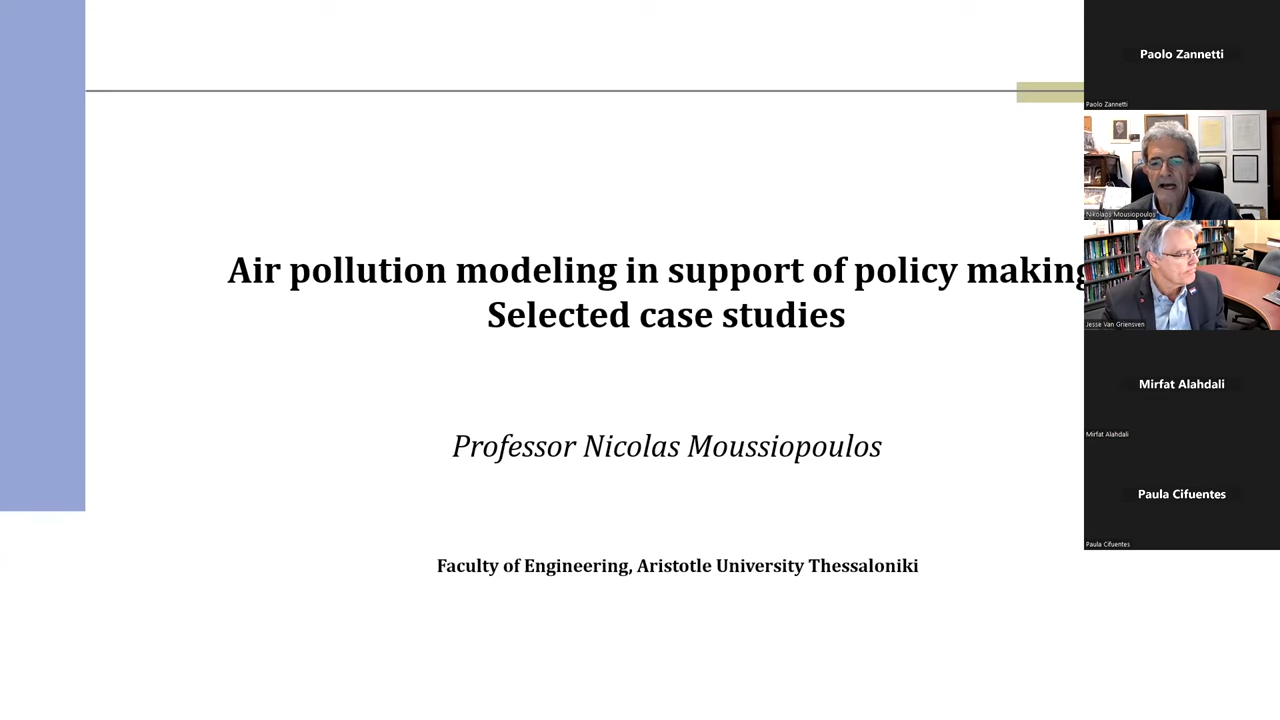 Air pollution modeling in support of policy making
Selected case studies
Professor Nicolas Moussiopoulos
Faculty of Engineering, Aristotle University Thessaloniki
Paolo Zannetti
Paolo Zannetti
Nikolaos Mousiopoulos
Jesse Van Griensven
Mirfat Alahdali
Mirfat Alahdali
Paula Cifuentes
Paula Cifuentes